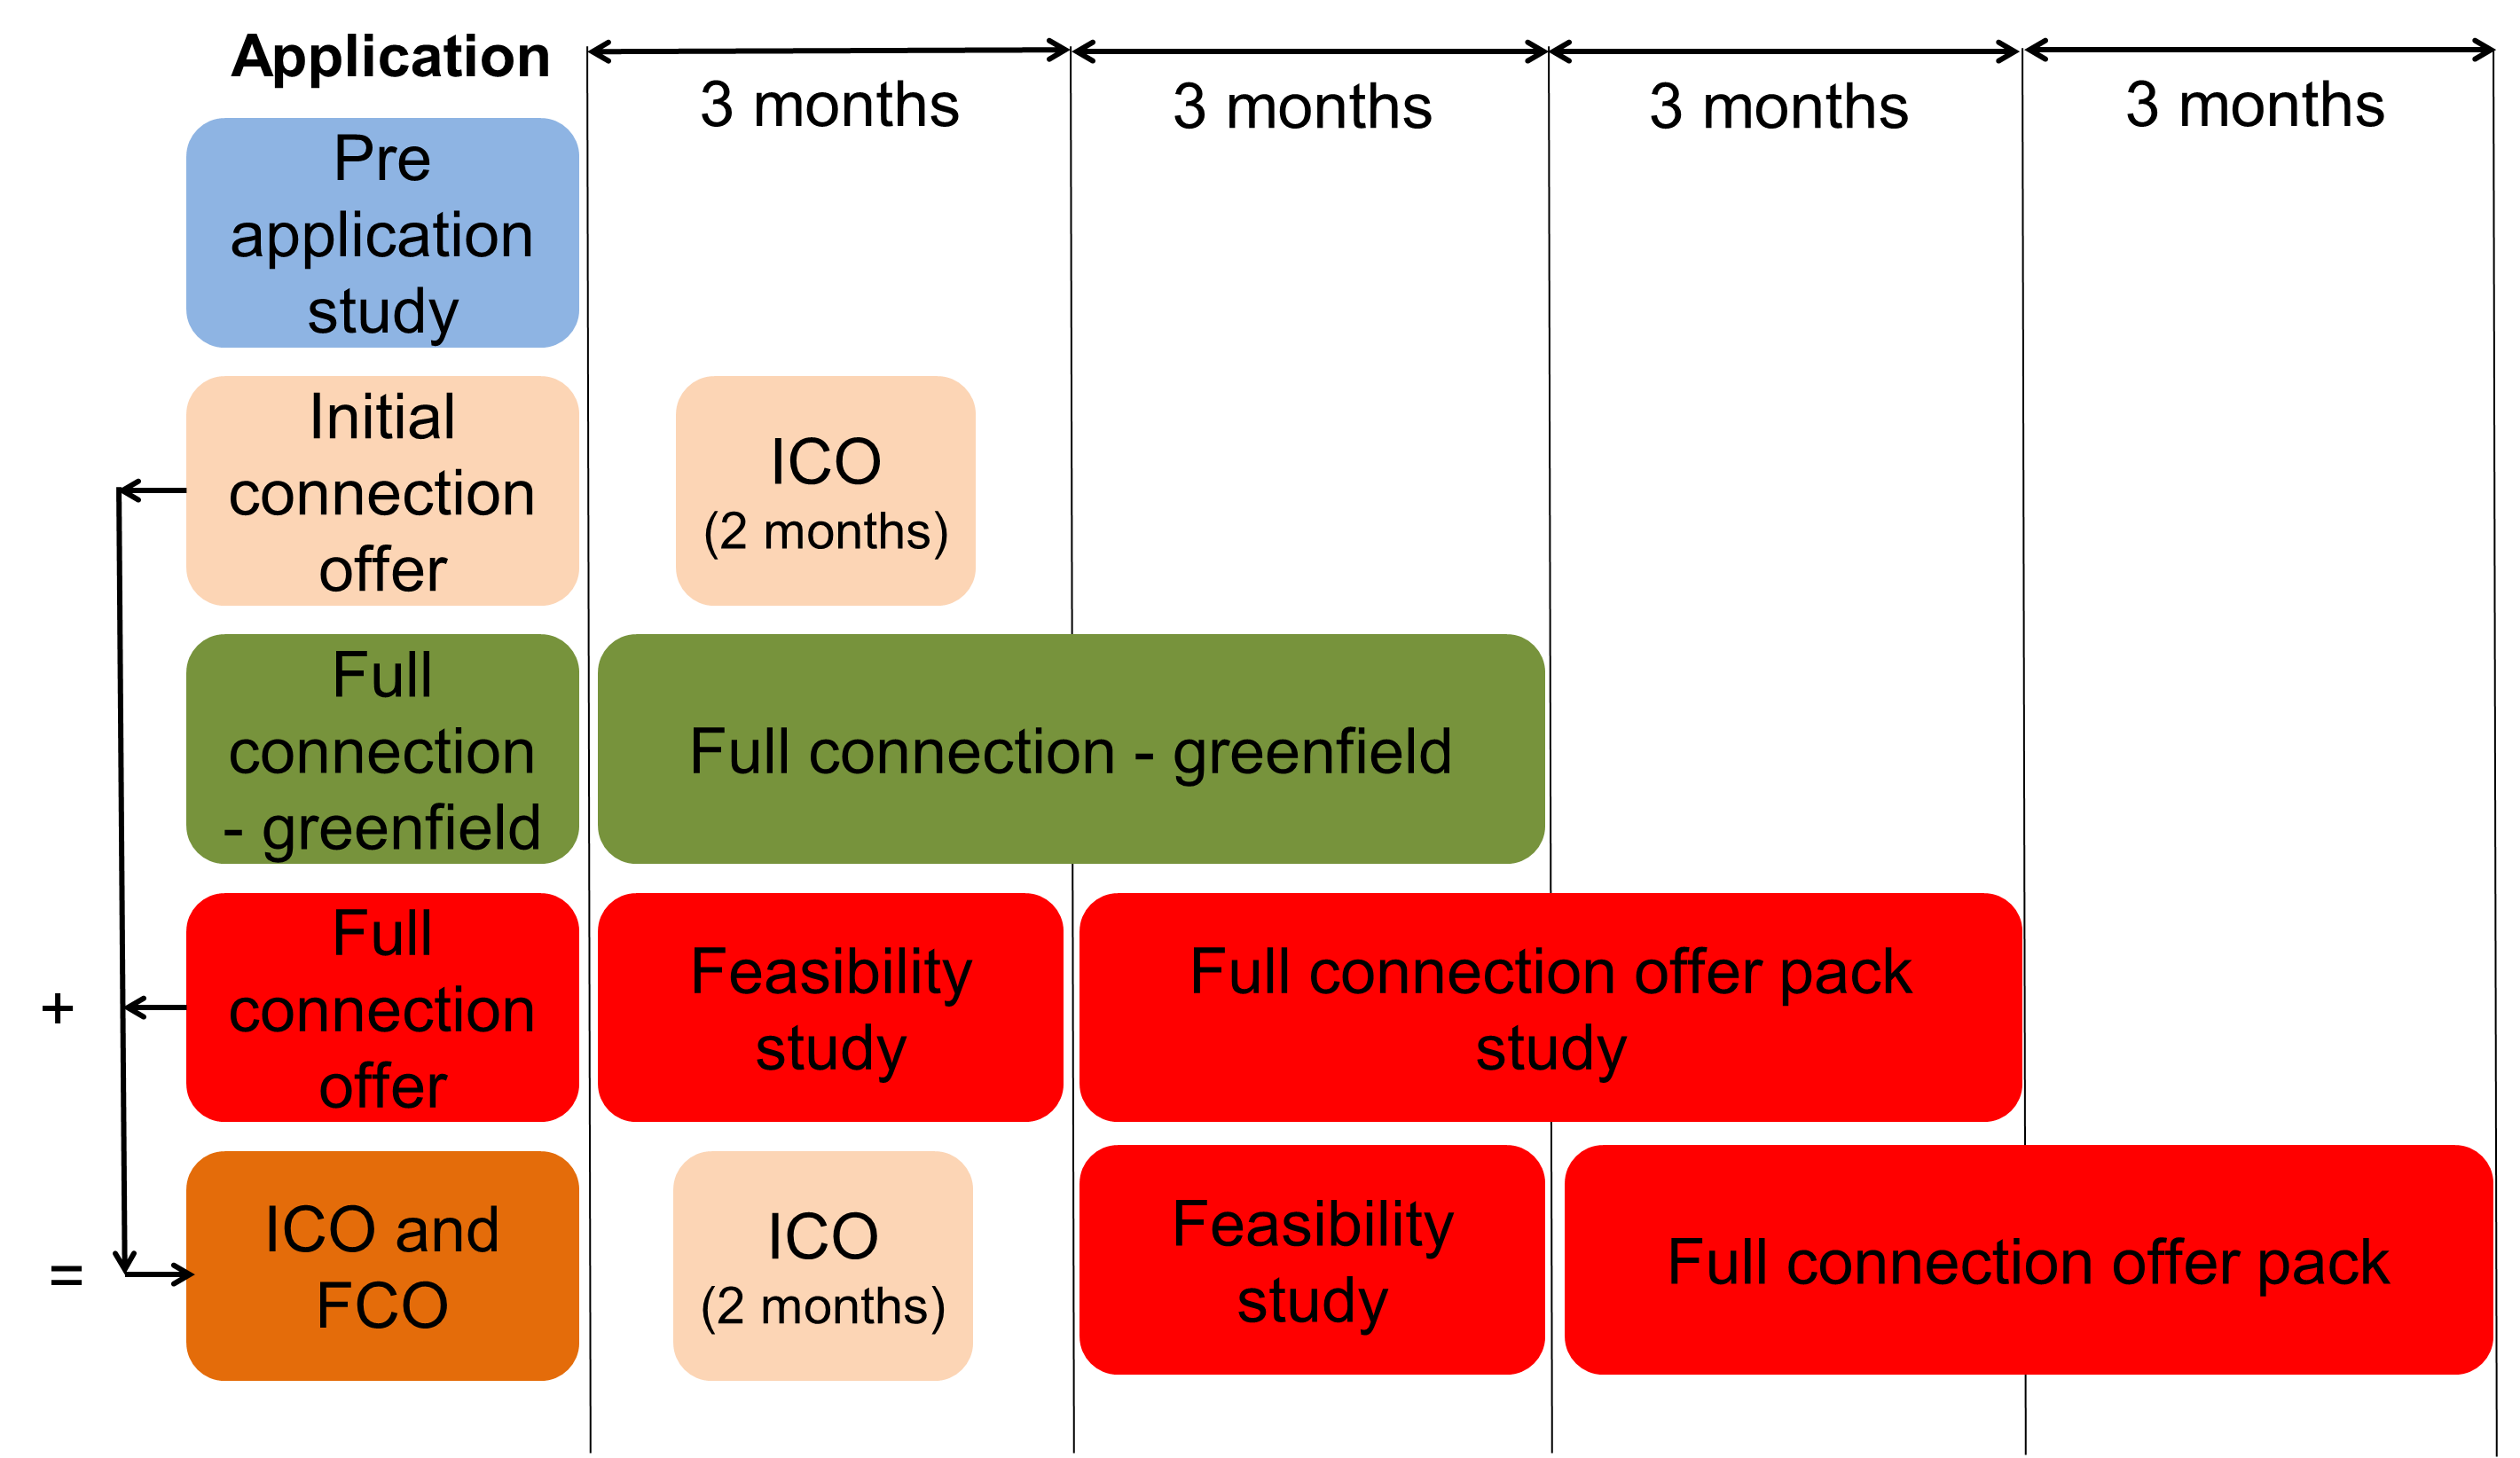 Application
3 months
3 months
3 months
3 months
Pre
application
study
Initial
connection
offer
ICO
(2 months)
Full
connection
- greenfield
Full connection - greenfield
+
Full
connection
offer
Feasibility
study
Full connection offer pack
study
=
ICO and
FCO
ICO
(2 months)
Feasibility
study
Full connection offer pack